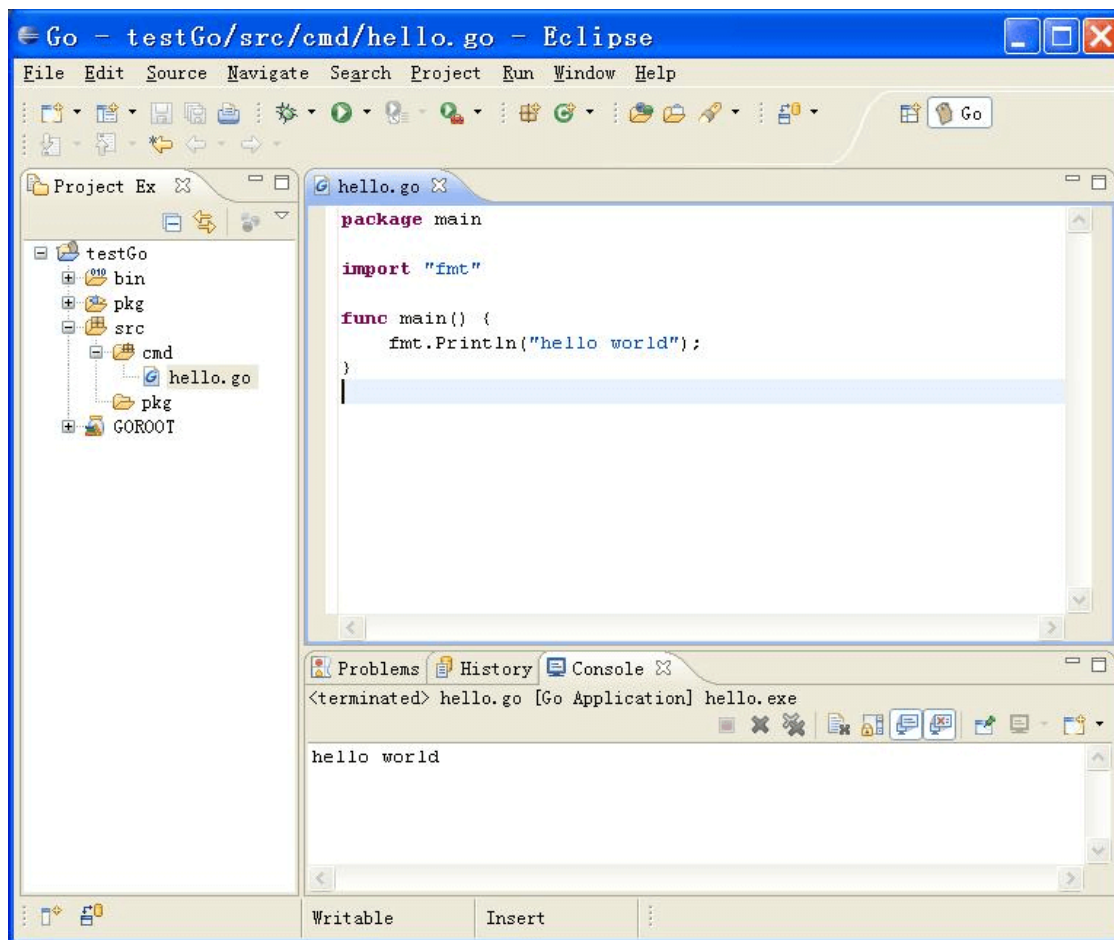 Go - testGo/src/cmd/hello.go - Eclipse
File Edit Source Navigate Search Project Run Window Help
Go
Project Ex
testGo
bin
pkg
src
cmd
hello.go
pkg
GOROOT
hello.go
package main
import "fmt"
func main() {
fmt.Println("hello world");
}
Problems History Console
<terminated> hello.go [Go Application] hello.exe
hello world
Writable Insert